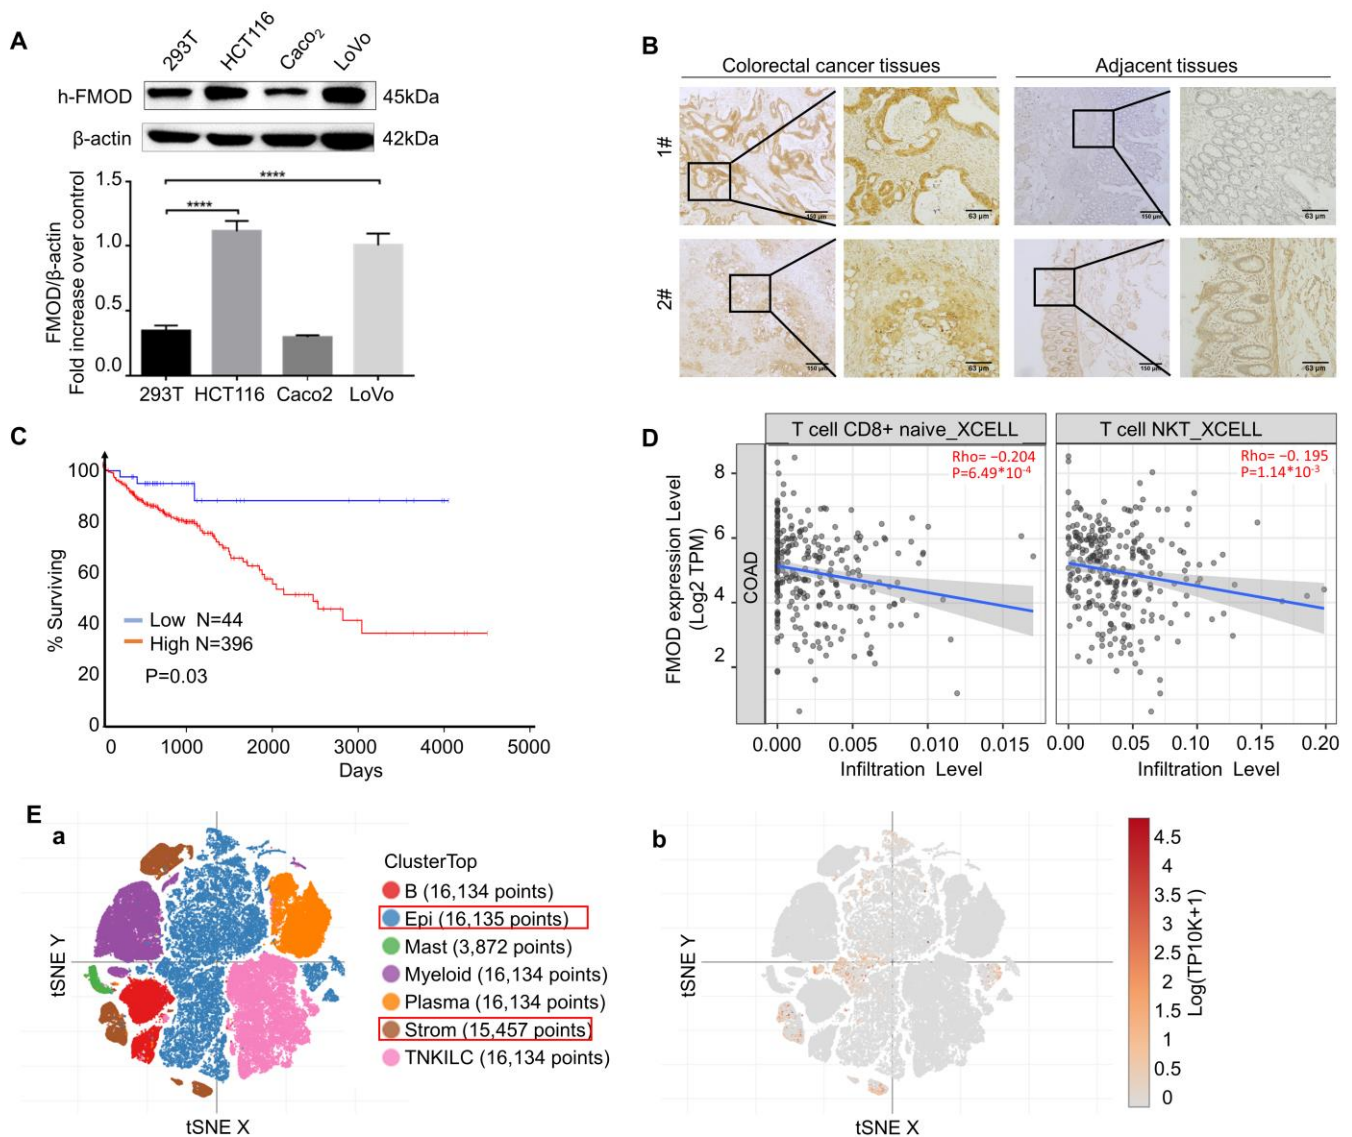 A
293T
HCT116
Caco2
LoVo
h-FMOD
45kDa
β-actin
42kDa
****
****
1.5
1.0
0.5
0.0
FMOD/β-actin
Fold increase over control
293T HCT116 Caco2 LoVo
B
Colorectal cancer tissues
Adjacent tissues
1#
150 μm
63 μm
150 μm
63 μm
2#
150 μm
63 μm
150 μm
63 μm
C
100
80
60
40
20
0
% Surviving
Low N=44
High N=396
P=0.03
0 1000 2000 3000 4000 5000
Days
D
T cell CD8+ naive_XCELL
T cell NKT_XCELL
Rho= −0.204
P=6.49*10-4
Rho= −0. 195
P=1.14*10-3
8
6
4
2
FMOD expression Level
(Log2 TPM)
COAD
0.000 0.005 0.010 0.015
0.00 0.05 0.10 0.15 0.20
Infiltration Level
Infiltration Level
E
a
ClusterTop
B (16,134 points)
Epi (16,135 points)
Mast (3,872 points)
Myeloid (16,134 points)
Plasma (16,134 points)
Strom (15,457 points)
TNKILC (16,134 points)
tSNE Y
tSNE X
b
tSNE Y
tSNE X
4.5
4
3.5
3
2.5
2
1.5
1
0.5
0
Log(TP10K+1)